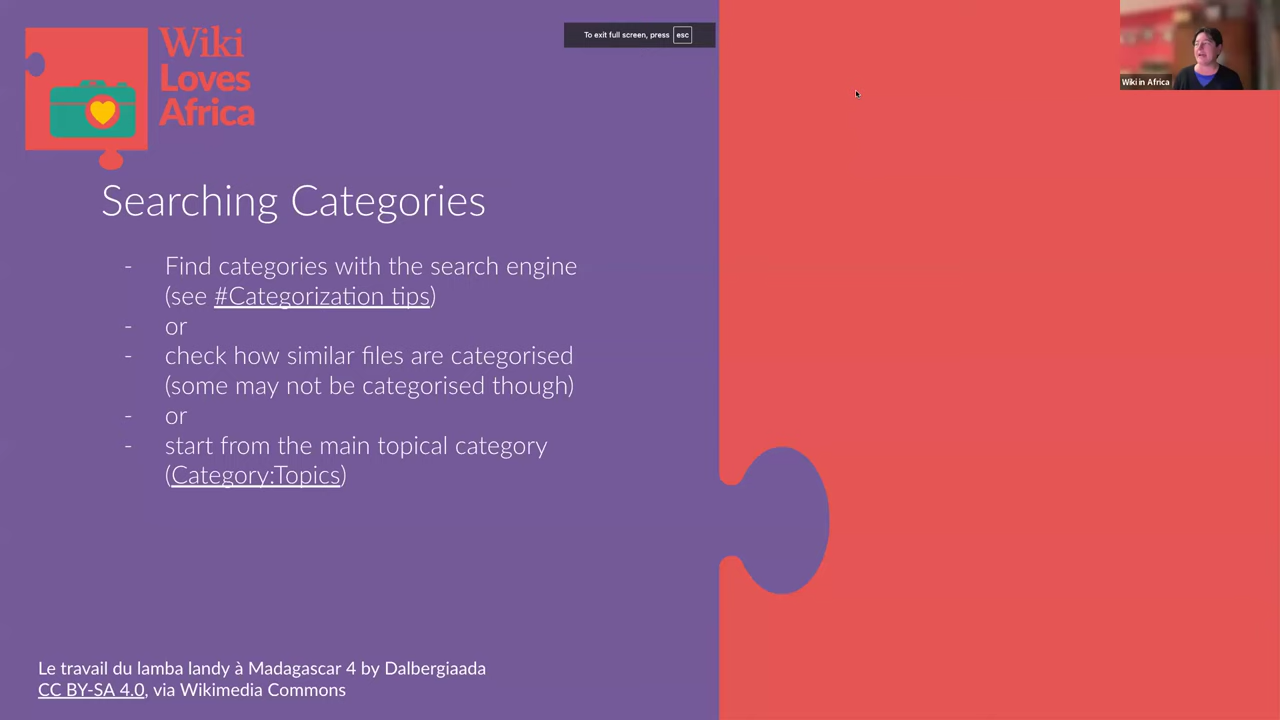 Wiki
Loves
Africa
To exit full screen, press esc
Wiki in Africa
Searching Categories
- Find categories with the search engine
(see #Categorization tips)
- or
- check how similar files are categorised
(some may not be categorised though)
- or
- start from the main topical category
(Category:Topics)
Le travail du lamba landy à Madagascar 4 by Dalbergiaada
CC BY-SA 4.0, via Wikimedia Commons